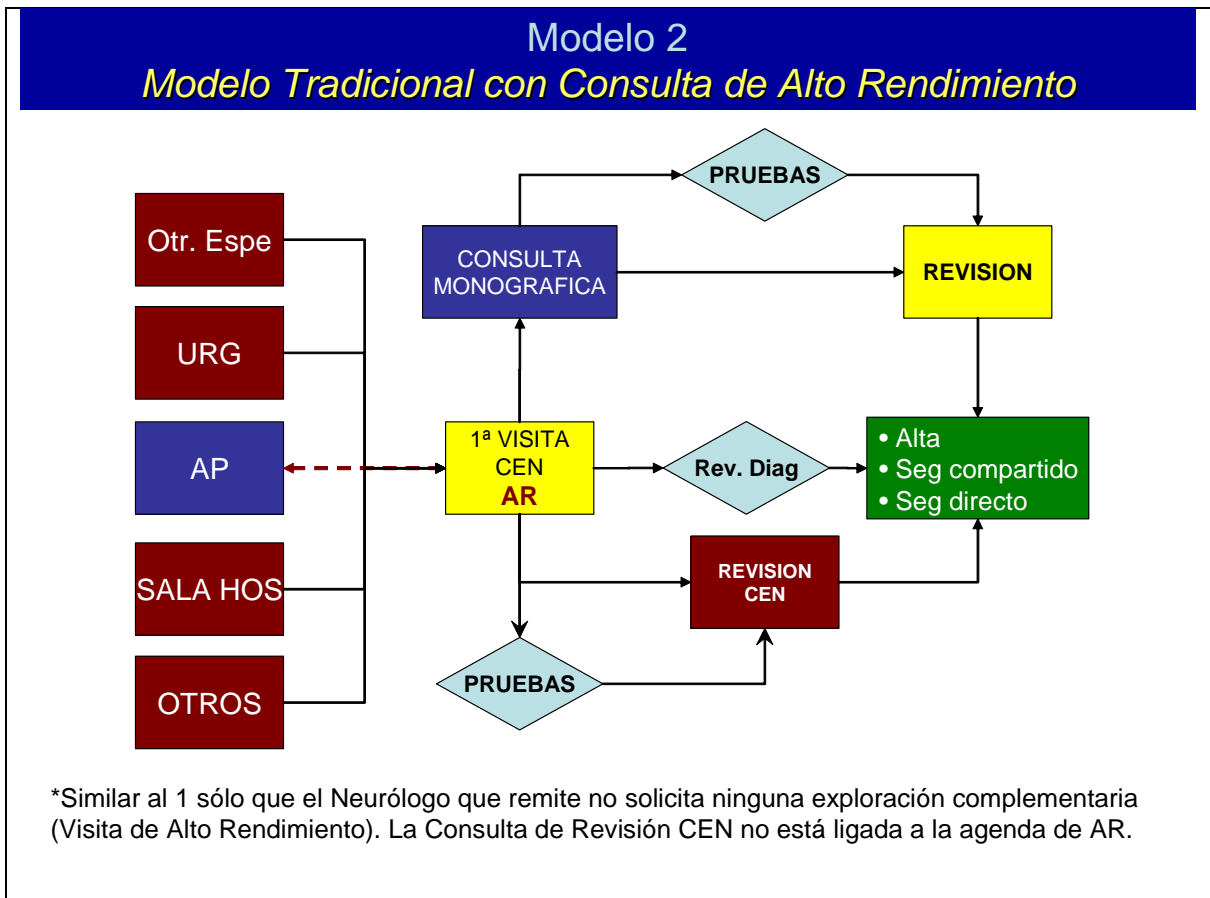 Modelo 2
Modelo Tradicional con Consulta de Alto Rendimiento
PRUEBAS
Otr. Espe
CONSULTA
MONOGRAFICA
REVISION
URG
AP
1ª VISITA
CEN
AR
Rev. Diag
• Alta
• Seg compartido
• Seg directo
SALA HOS
REVISION
CEN
PRUEBAS
OTROS
*Similar al 1 sólo que el Neurólogo que remite no solicita ninguna exploración complementaria
(Visita de Alto Rendimiento). La Consulta de Revisión CEN no está ligada a la agenda de AR.